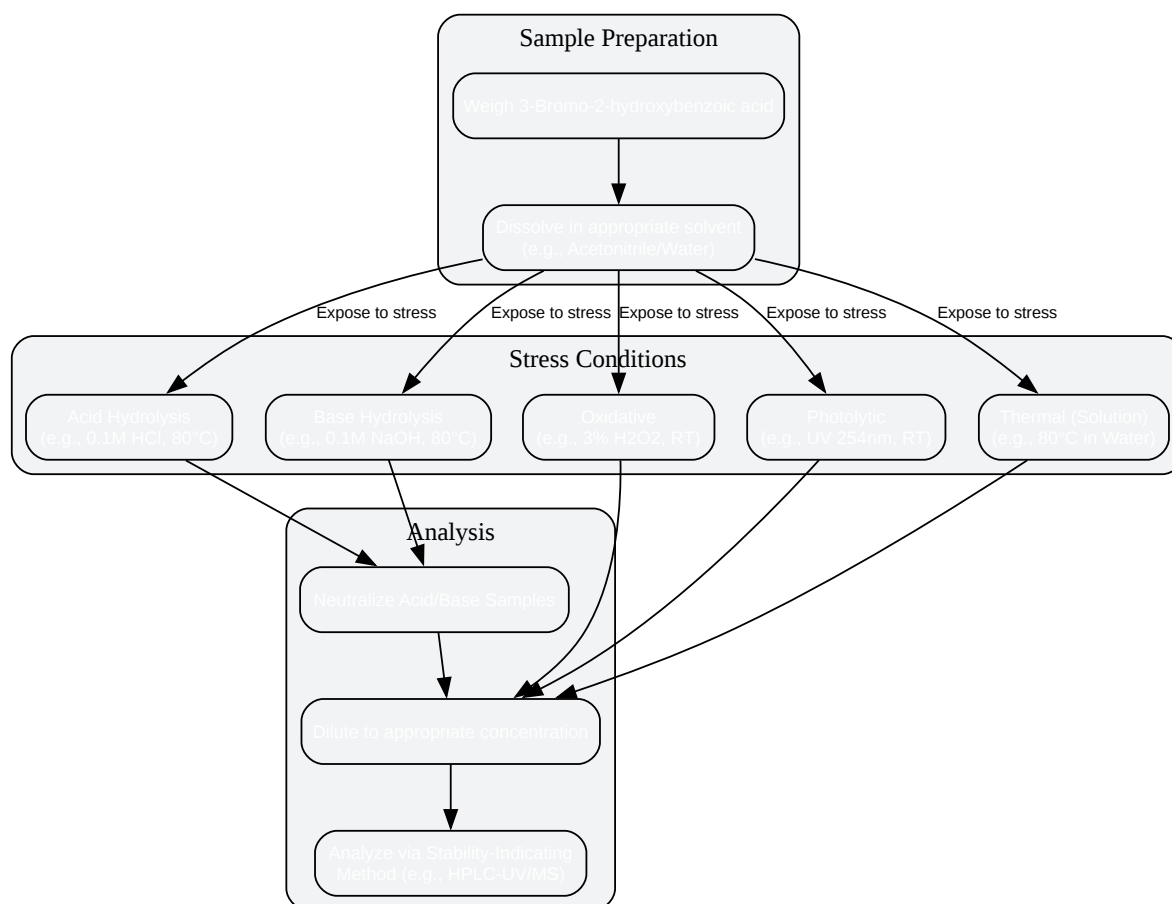 Sample Preparation
Weigh 3-Bromo-2-hydroxybenzoic acid
Dissolve in appropriate solvent
(e.g., Acetonitrile/Water)
Expose to stress
Expose to stress
Expose to stress
Expose to stress
Expose to stress
Stress Conditions
Acid Hydrolysis
(e.g., 0.1M HCl, 80°C)
Base Hydrolysis
(e.g., 0.1M NaOH, 80°C)
Oxidative
(e.g., 3% H2O2, RT)
Photolytic
(e.g., UV 254nm, RT)
Thermal (Solution)
(e.g., 80°C in Water)
Analysis
Neutralize Acid/Base Samples
Dilute to appropriate concentration
Analyze via Stability-Indicating
Method (e.g., HPLC-UV/MS)